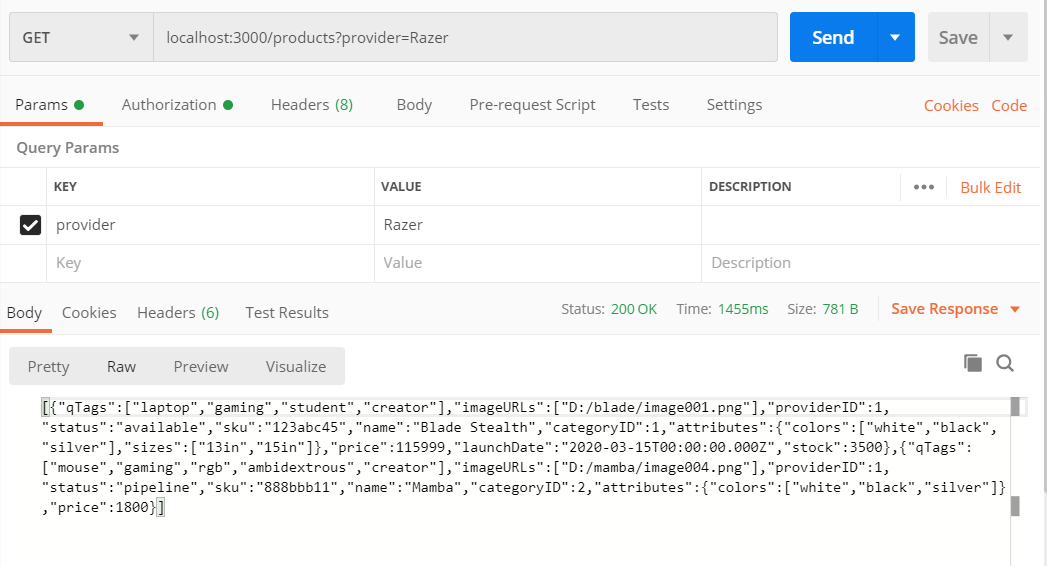 GET localhost:3000/products?provider=Razer Send Save
Params Authorization Headers (8) Body Pre-request Script Tests Settings Cookies Code
Query Params
KEY VALUE DESCRIPTION ••• Bulk Edit
provider Razer
Key Value Description
Body Cookies Headers (6) Test Results Status: 200 OK Time: 1455ms Size: 781 B Save Response
Pretty Raw Preview Visualize
[{"qTags":["laptop","gaming","student","creator"],"imageURLs":["D:/blade/image001.png"],"providerID":1,
"status":"available","sku":"123abc45","name":"Blade Stealth","categoryID":1,"attributes":{"colors":["white","black",
"silver"],"sizes":["13in","15in"]},"price":115999,"launchDate":"2020-03-15T00:00:00.000Z","stock":3500},{"qTags":
["mouse","gaming","rgb","ambidextrous","creator"],"imageURLs":["D:/mamba/image004.png"],"providerID":1,
"status":"pipeline","sku":"888bbb11","name":"Mamba","categoryID":2,"attributes":{"colors":["white","black","silver"]}
,"price":1800}]